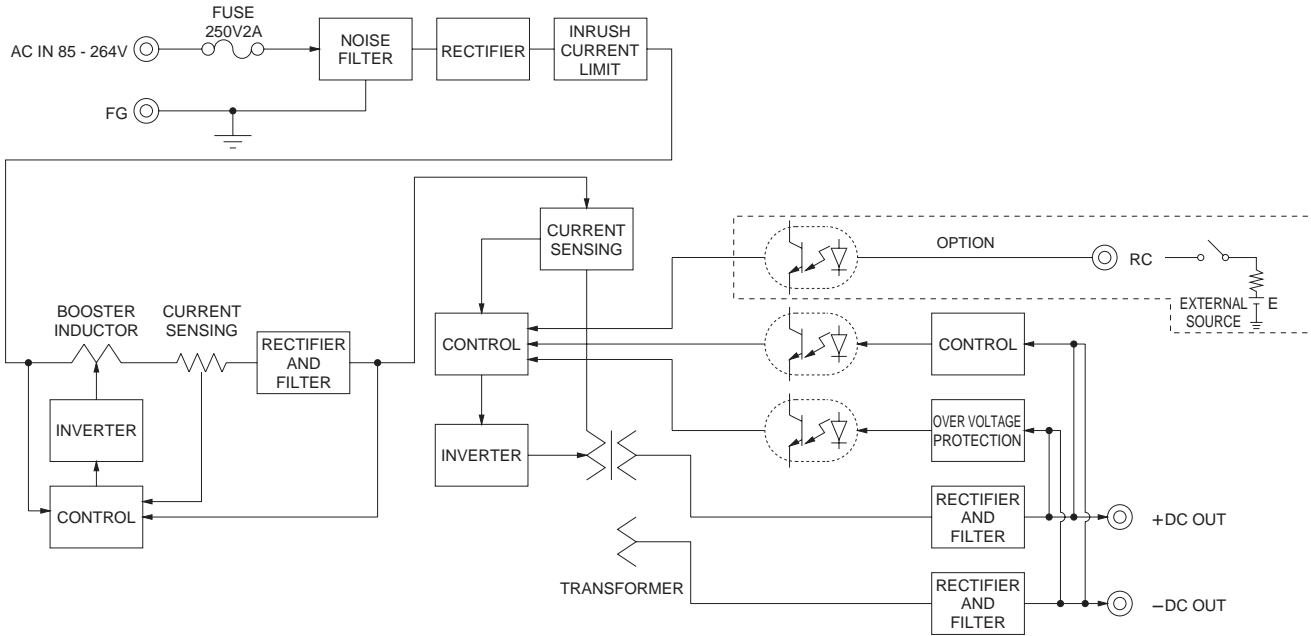 FUSE
250V2A
AC IN 85 - 264V
NOISE
FILTER
RECTIFIER
INRUSH
CURRENT
LIMIT
FG
CURRENT
SENSING
OPTION
RC
EXTERNAL
SOURCE
E
BOOSTER
INDUCTOR
CURRENT
SENSING
RECTIFIER
AND
FILTER
CONTROL
CONTROL
INVERTER
INVERTER
OVER VOLTAGE
PROTECTION
CONTROL
RECTIFIER
AND
FILTER
+DC OUT
TRANSFORMER
RECTIFIER
AND
FILTER
–DC OUT